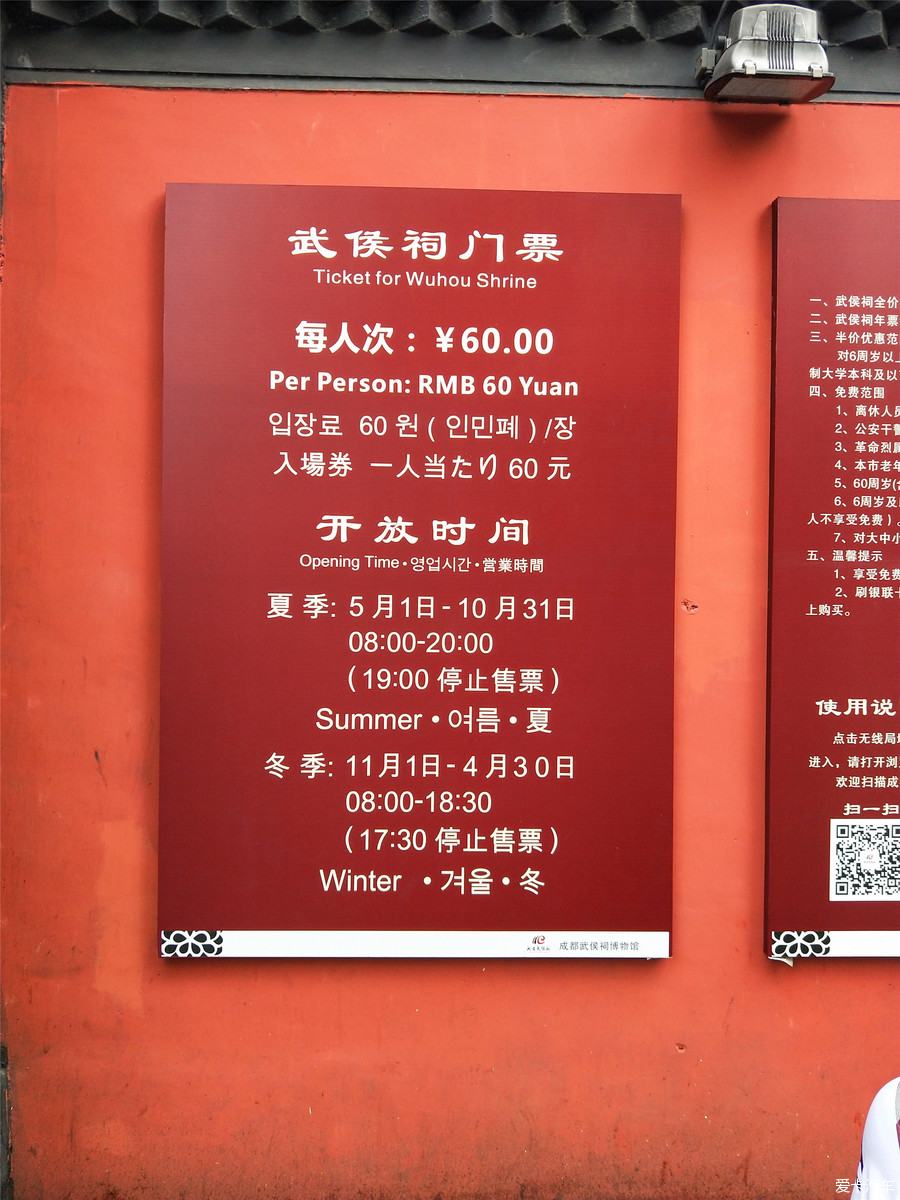 武侯祠门票
Ticket for Wuhou Shrine
每人次：￥60.00
Per Person: RMB 60 Yuan
입장료 60 원 ( 인민폐 ) /장
入場券 一人当たり 60 元
开放时间
Opening Time•영업시간•営業時間
夏 季: 5 月1日 - 10 月31日
08:00-20:00
(19:00 停止售票)
Summer • 여름 • 夏
冬 季: 11月1日 - 4 月3 0日
08:00-18:30
(17:30 停止售票)
Winter • 겨울 • 冬
成都武侯祠博物馆
一、武侯祠全价
二、武侯祠年票
三、半价优惠范
对6周岁以上
制大学本科及以
四、免费范围
1、离休人员
2、公安干警
3、革命烈属
4、本市老年
5、60周岁(
6、6周岁及
人不享受免费)。
7、对大中小
五、温馨提示
1、享受免费
2、刷银联卡
上购买。
使用说
点击无线局
进入，请打开浏
欢迎扫描成
扫一扫